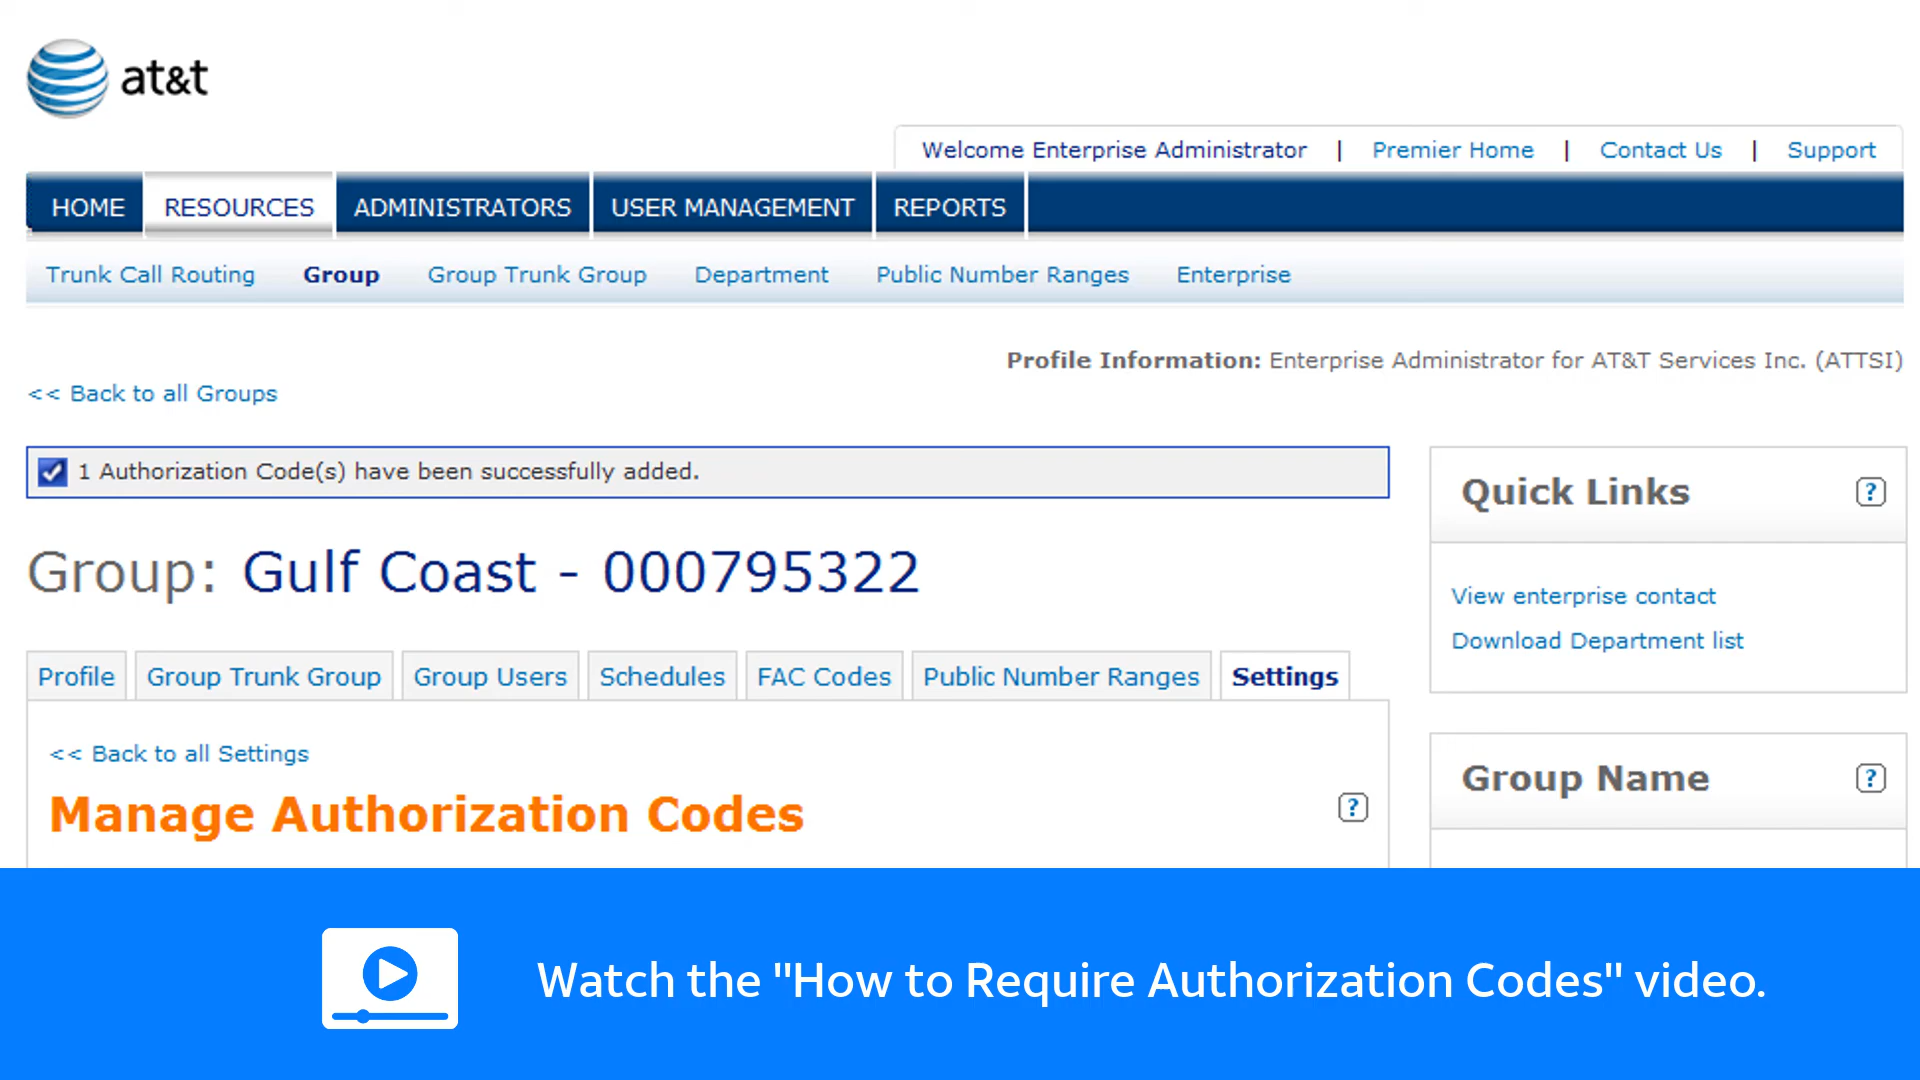 at&t
Welcome Enterprise Administrator | Premier Home | Contact Us | Support
HOME RESOURCES ADMINISTRATORS USER MANAGEMENT REPORTS
Trunk Call Routing Group Group Trunk Group Department Public Number Ranges Enterprise
Profile Information: Enterprise Administrator for AT&T Services Inc. (ATTSI)
<< Back to all Groups
1 Authorization Code(s) have been successfully added.
Group: Gulf Coast - 000795322
Profile Group Trunk Group Group Users Schedules FAC Codes Public Number Ranges Settings
<< Back to all Settings
Manage Authorization Codes ?
Quick Links ?
View enterprise contact
Download Department list
Group Name ?
Watch the "How to Require Authorization Codes" video.